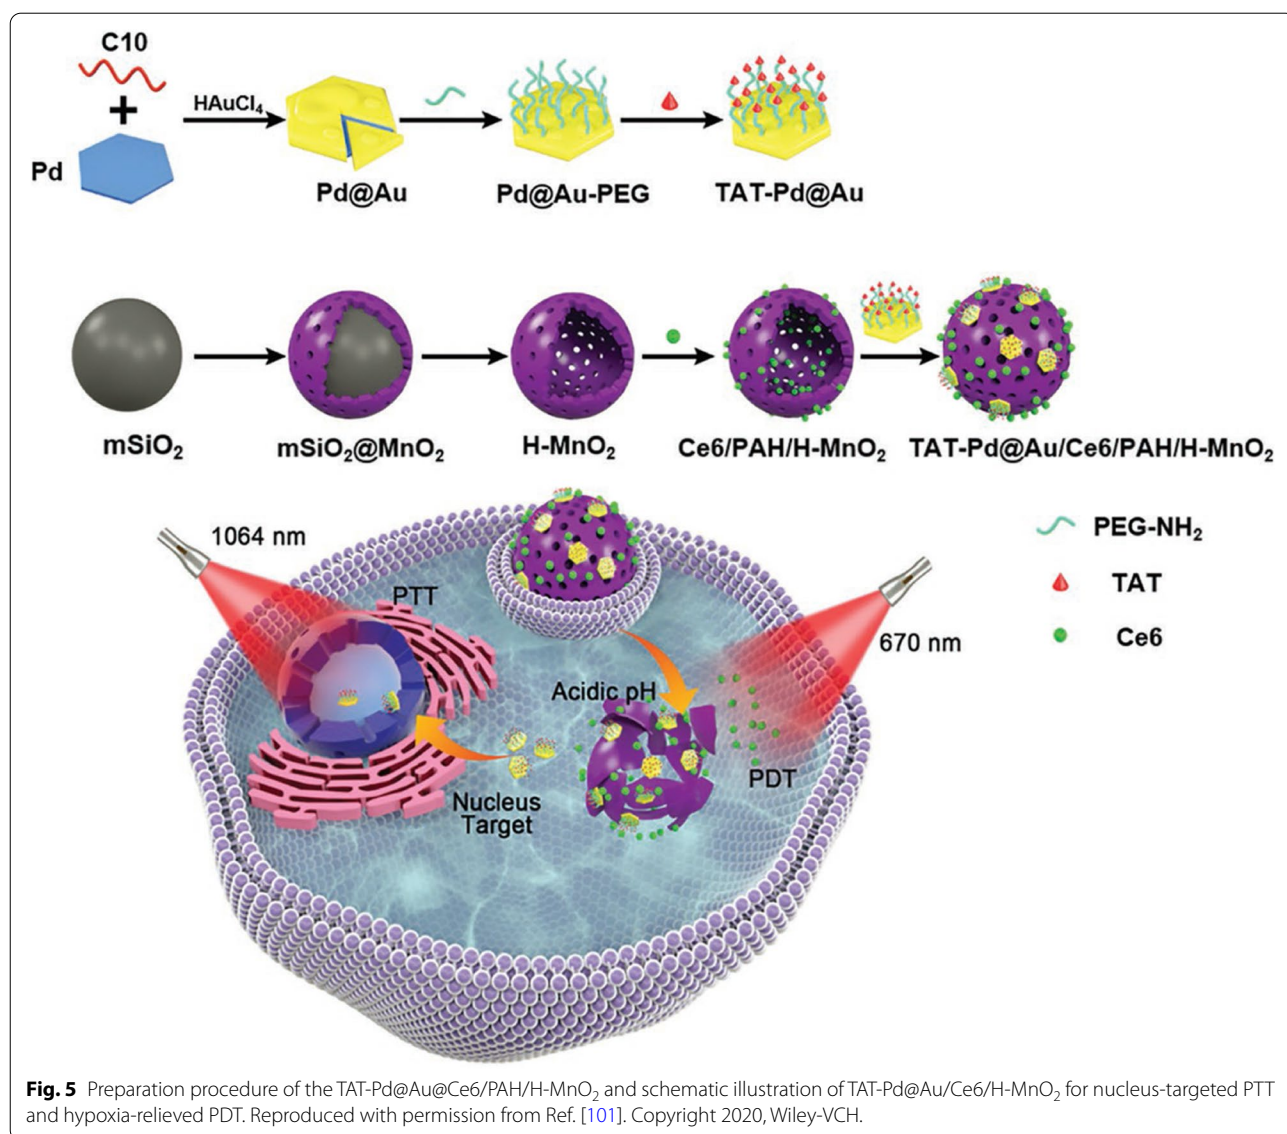 C10
+
Pd
HAuCl₄
Pd@Au
Pd@Au-PEG
TAT-Pd@Au
mSiO₂
mSiO₂@MnO₂
H-MnO₂
Ce6/PAH/H-MnO₂
TAT-Pd@Au/Ce6/PAH/H-MnO₂
1064 nm
PTT
Acidic pH
670 nm
PDT
Nucleus
Target
PEG-NH₂
TAT
Ce6
Fig. 5 Preparation procedure of the TAT-Pd@Au@Ce6/PAH/H-MnO₂ and schematic illustration of TAT-Pd@Au/Ce6/H-MnO₂ for nucleus-targeted PTT
and hypoxia-relieved PDT. Reproduced with permission from Ref. [101]. Copyright 2020, Wiley-VCH.